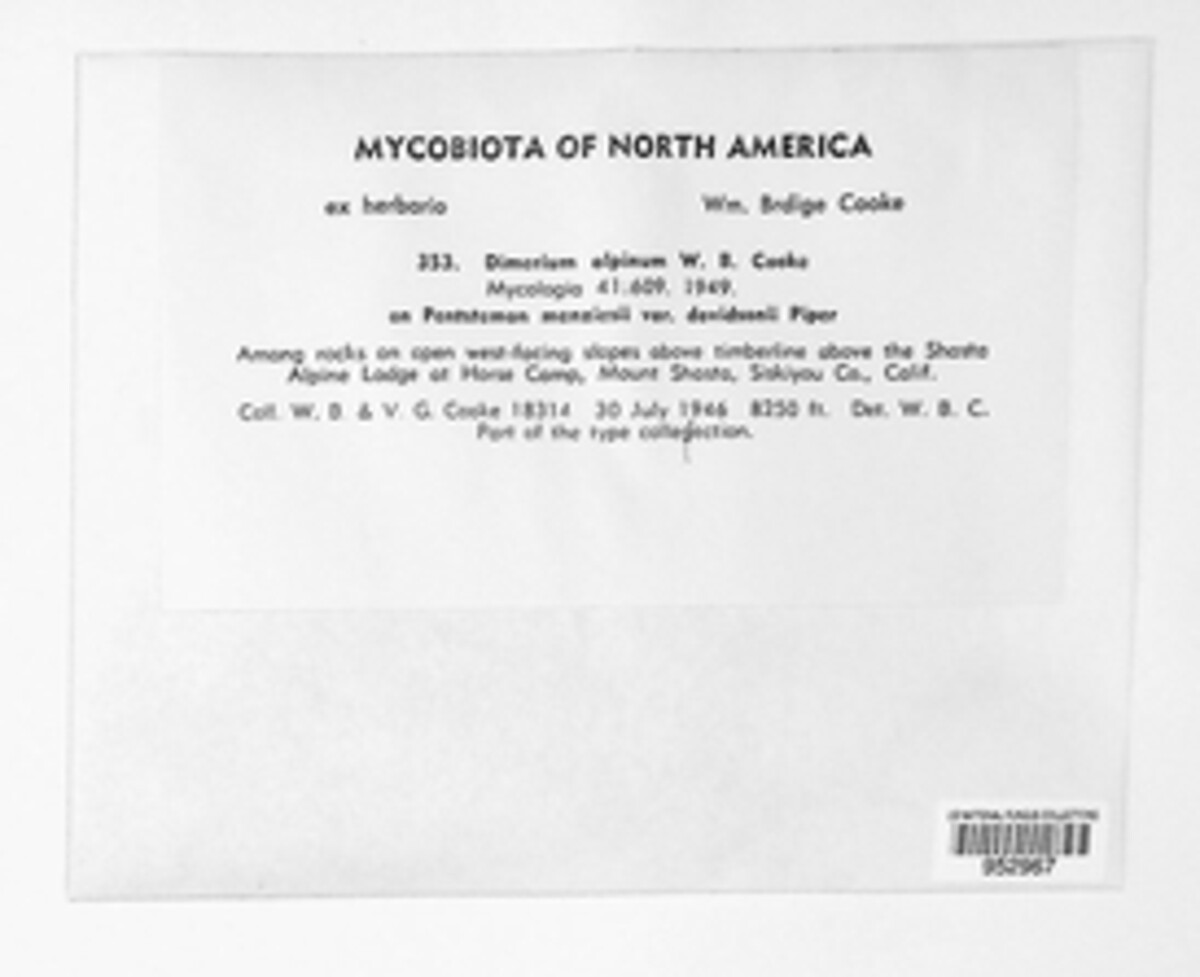 MYCOBIOTA OF NORTH AMERICA
ex herbario Wm. Brdige Cooke
353. Dimerium alpinum W. B. Cooke
Mycologia 41:609. 1949.
on Pentstemon menziesii var. davidsonii Piper
Among rocks on open west-facing slopes above timberline above the Shasta
Alpine Lodge at Horse Camp, Mount Shasta, Siskiyou Co., Calif.
Coll. W. B. & V. G. Cooke 18314 30 July 1946 8250 ft. Det. W. B. C.
Part of the type collection.
952967